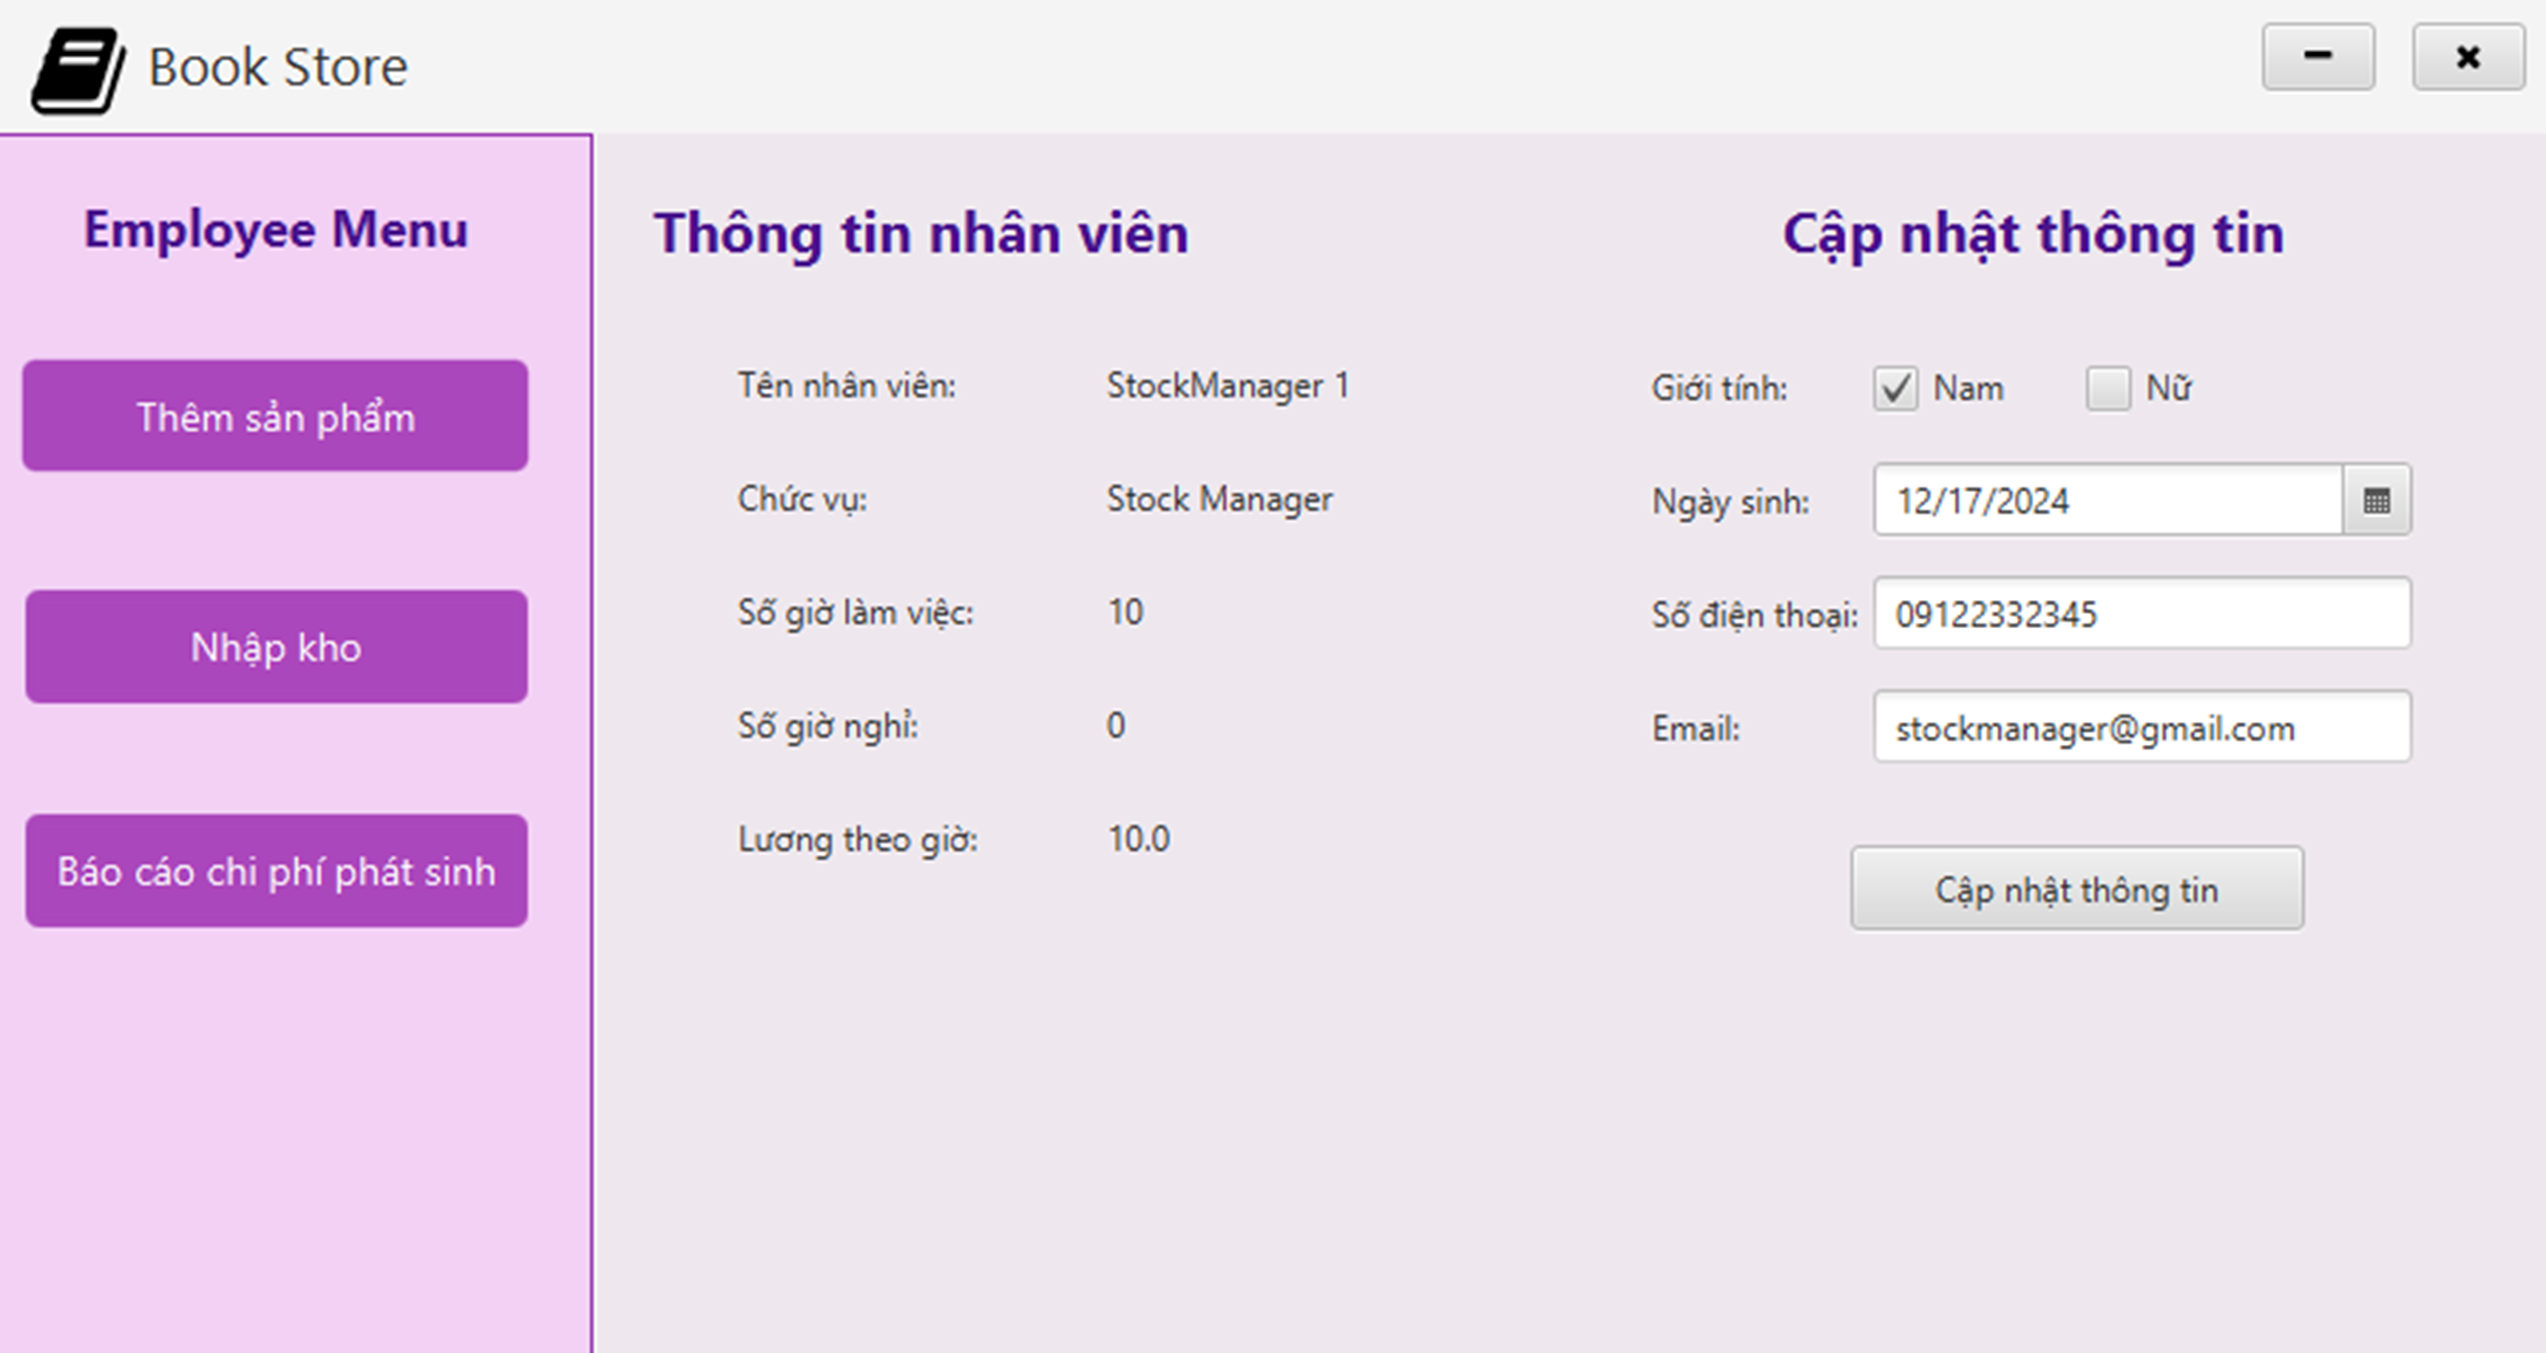 Book Store
Employee Menu
Thêm sản phẩm
Nhập kho
Báo cáo chi phí phát sinh
Thông tin nhân viên
Tên nhân viên: StockManager 1
Chức vụ: Stock Manager
Số giờ làm việc: 10
Số giờ nghỉ: 0
Lương theo giờ: 10.0
Cập nhật thông tin
Giới tính: Nam Nữ
Ngày sinh: 12/17/2024
Số điện thoại: 09122332345
Email: stockmanager@gmail.com
Cập nhật thông tin